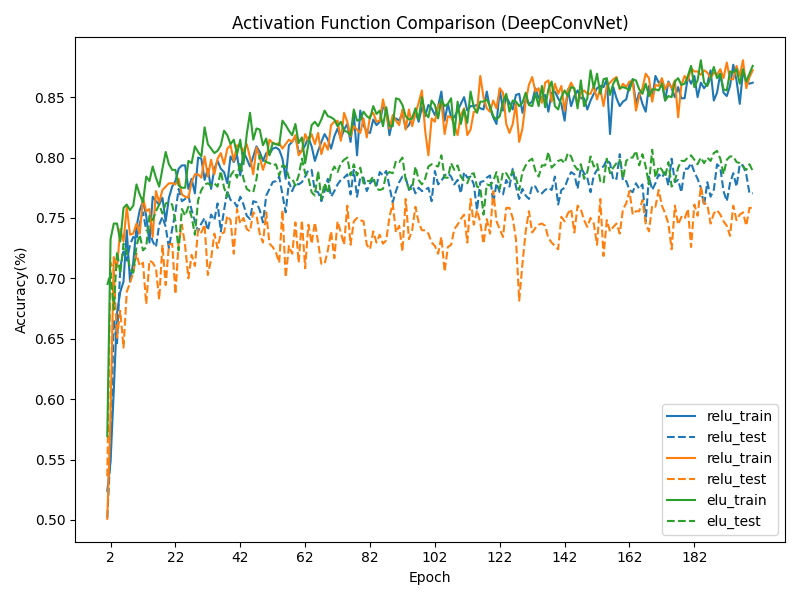 Activation Function Comparison (DeepConvNet)
Accuracy(%)
0.85
0.80
0.75
0.70
0.65
0.60
0.55
0.50
2 22 42 62 82 102 122 142 162 182
Epoch
relu_train
relu_test
relu_train
relu_test
elu_train
elu_test